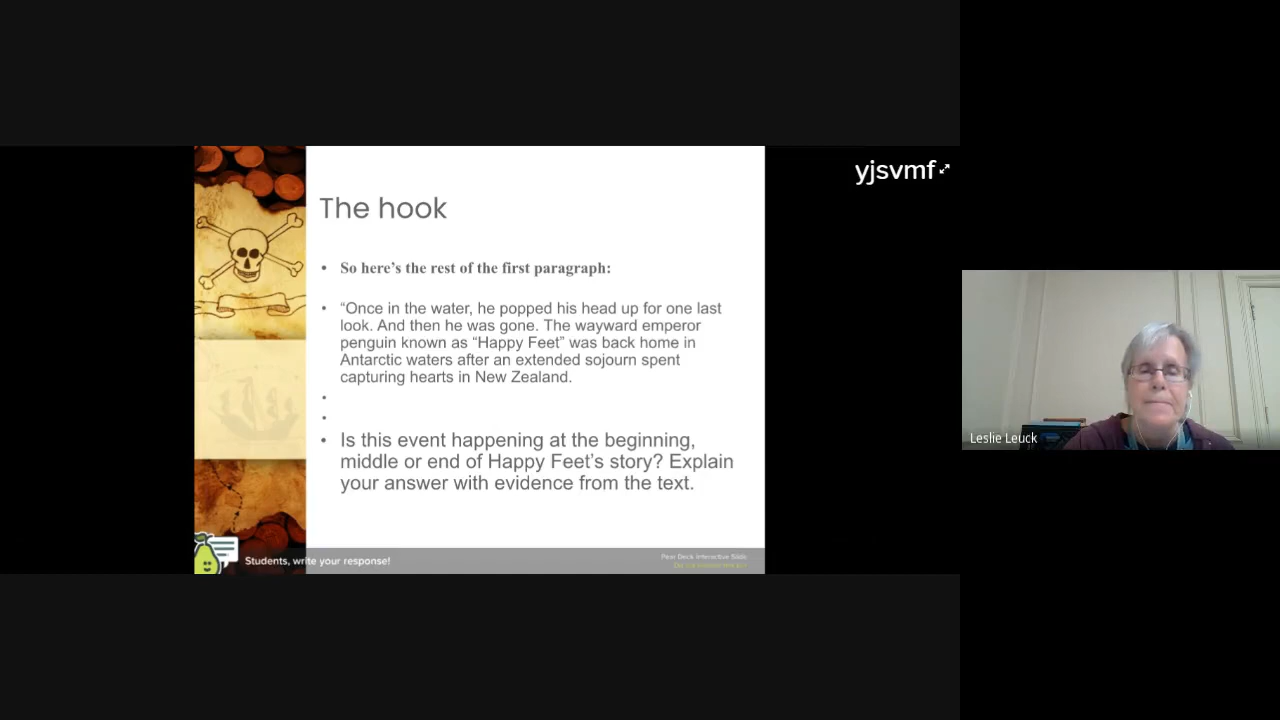 yjsvmf
The hook
• So here's the rest of the first paragraph:
• “Once in the water, he popped his head up for one last
look. And then he was gone. The wayward emperor
penguin known as “Happy Feet” was back home in
Antarctic waters after an extended sojourn spent
capturing hearts in New Zealand.
•
•
• Is this event happening at the beginning,
middle or end of Happy Feet’s story? Explain
your answer with evidence from the text.
Students, write your response!
Pear Deck Interactive Slide
Leslie Leuck